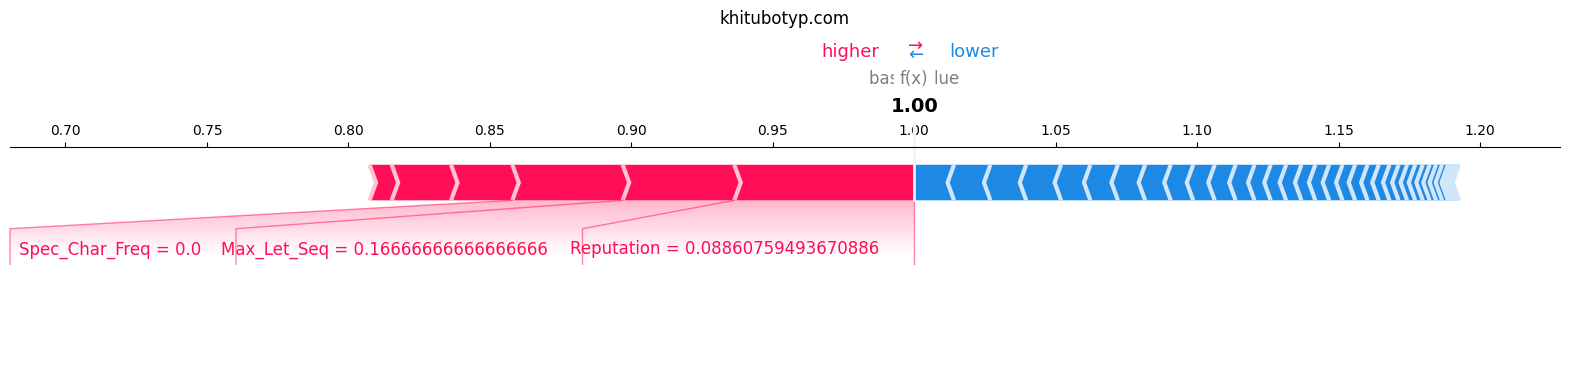 khitubotyp.com
higher → ← lower
f(x)
1.00
0.70 0.75 0.80 0.85 0.90 0.95 1.00 1.05 1.10 1.15 1.20
Spec_Char_Freq = 0.0 Max_Let_Seq = 0.16666666666666666 Reputation = 0.08860759493670886